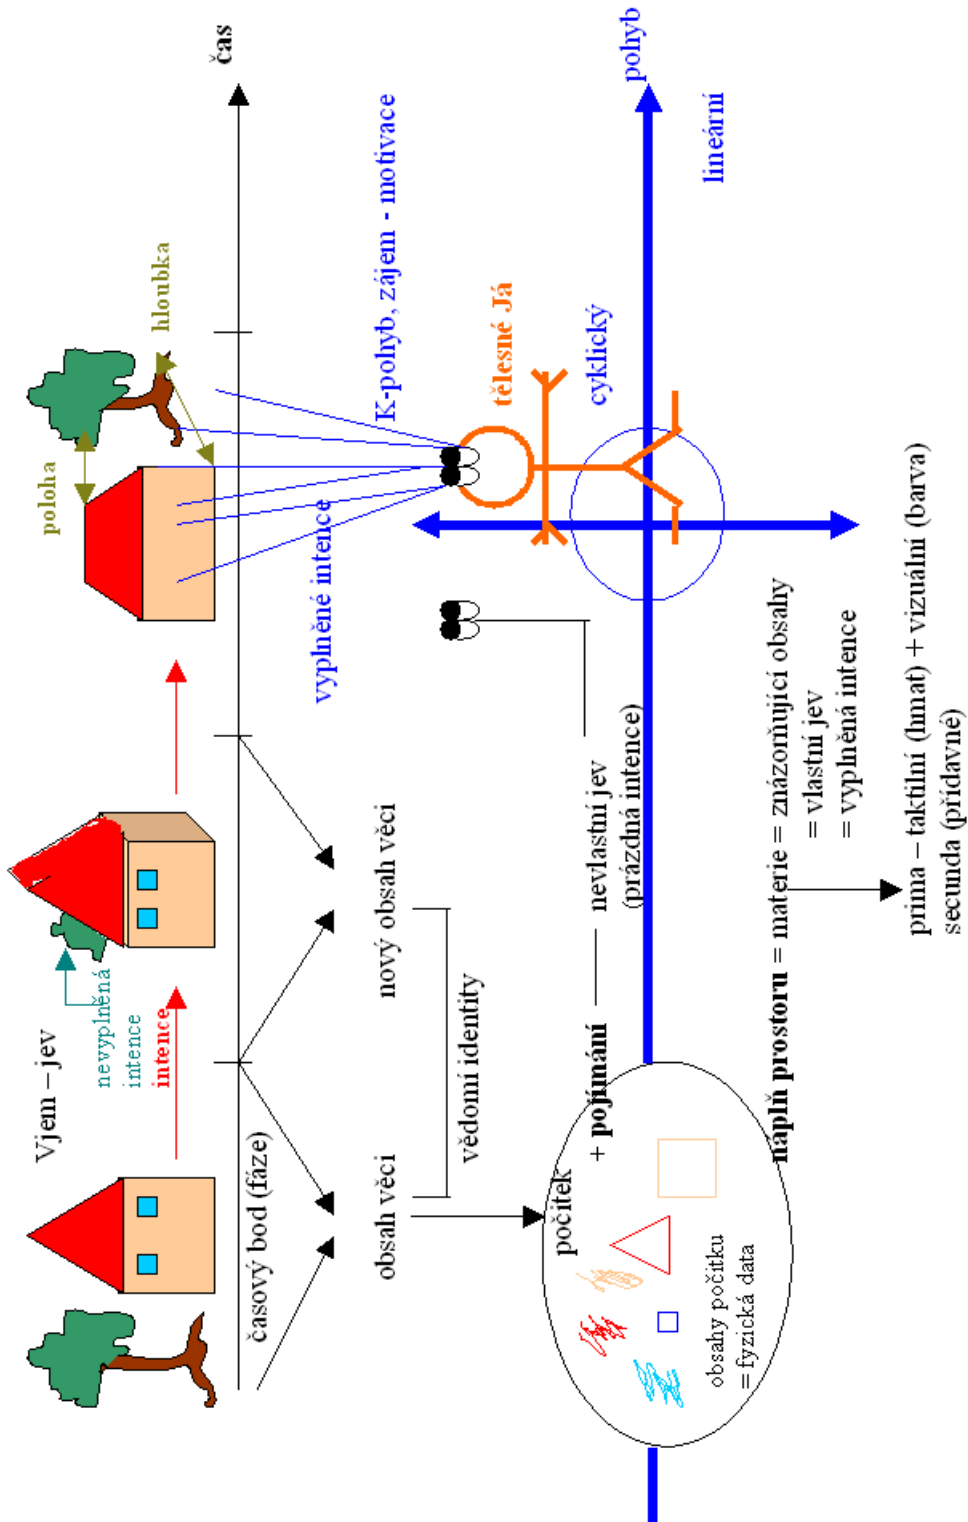 Vjem – jev
nevyplněná
intence
intence
poloha
hloubka
čas
časový bod (fáze)
obsah věci
nový obsah věci
vědomí identity
vyplněné intence
K-pohyb, zájem - motivace
tělesné Já
cyklický
pohyb
lineární
počitek
+ pojímání
nevlastní jev
(prázdná intence)
obsahy počitku
= fyzická data
náplň prostoru = materie = znázorňující obsahy
= vlastní jev
= vyplněná intence
prima – taktilní (hmat) + vizuální (barva)
secunda (přídavné)